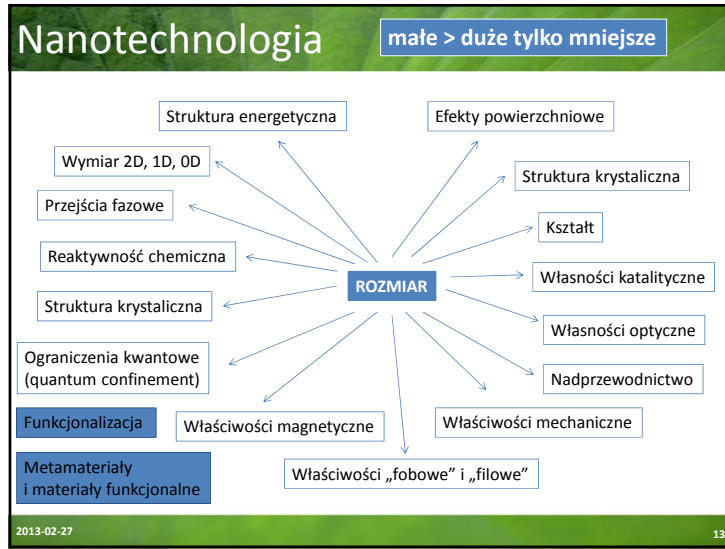 Nanotechnologia
małe > duże tylko mniejsze
Struktura energetyczna
Efekty powierzchniowe
Wymiar 2D, 1D, 0D
Struktura krystaliczna
Przejścia fazowe
Kształt
Reaktywność chemiczna
ROZMIAR
Własności katalityczne
Struktura krystaliczna
Własności optyczne
Ograniczenia kwantowe
(quantum confinement)
Nadprzewodnictwo
Funkcjonalizacja
Właściwości magnetyczne
Właściwości mechaniczne
Metamateriały
i materiały funkcjonalne
Właściwości „fobowe” i „filowe”
2013-02-27
13